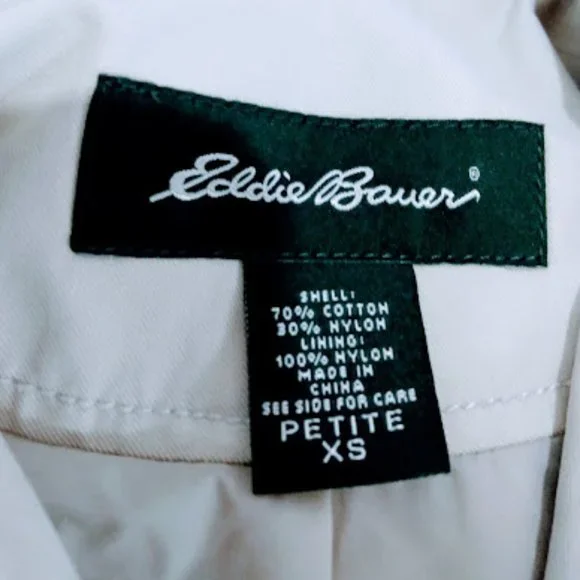 Eddie Bauer®
SHELL:
70% COTTON
30% NYLON
LINING:
100% NYLON
MADE IN
CHINA
SEE SIDE FOR CARE
PETITE
XS